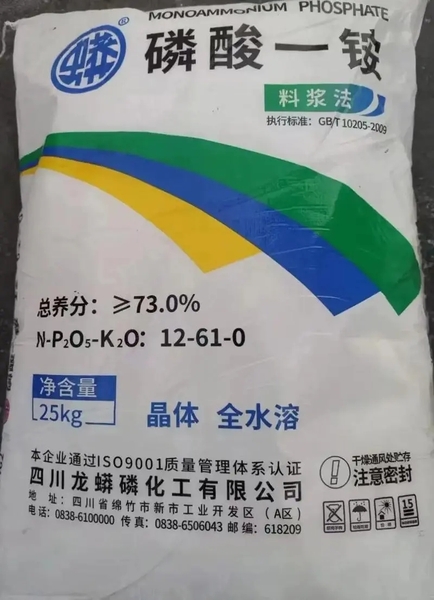 MONOAMMONIUM PHOSPHATE
磷酸一铵
料浆法
执行标准：GB/T 10205-2009
总养分：≥73.0%
N-P₂O₅-K₂O：12-61-0
净含量
25kg
晶体 全水溶
本企业通过ISO9001质量管理体系认证
四川龙蟒磷化工有限公司
地址：四川省绵竹市新市工业开发区（A区）
电话：0838-6100000 传真：0838-6506043 邮编：618209
干燥通风处贮存
注意密封
15